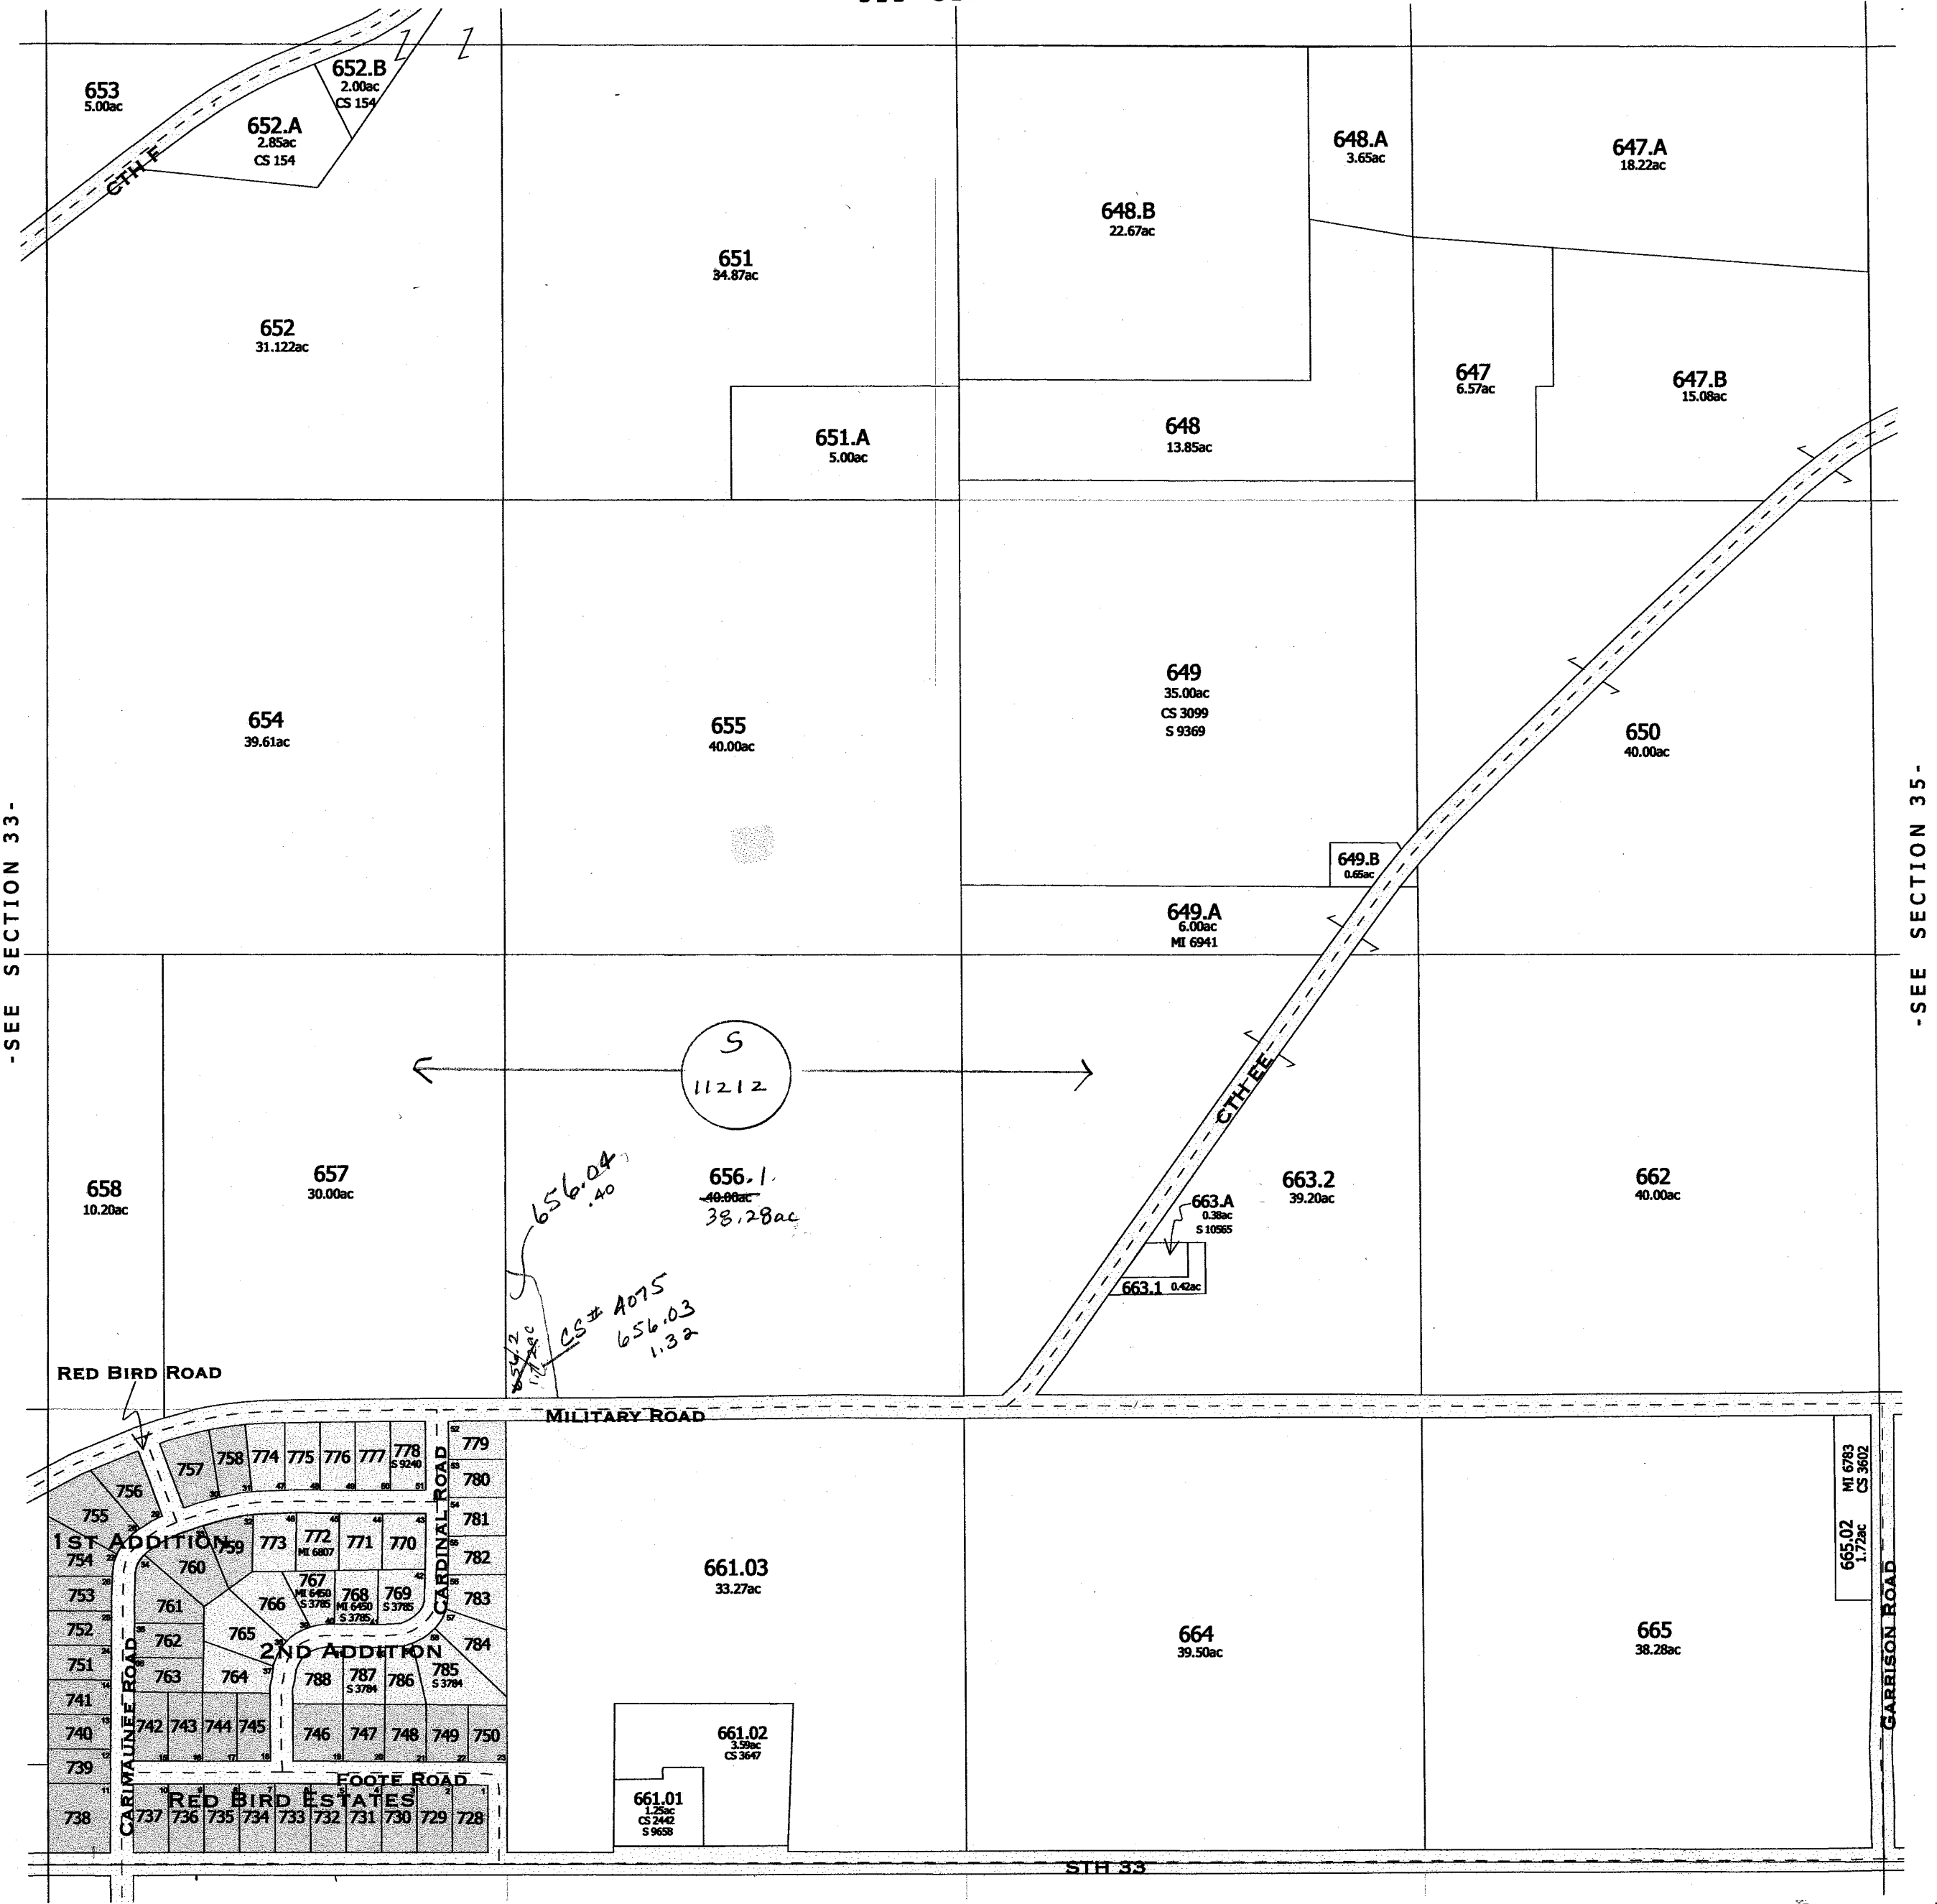 653
5.00ac
652.B
2.00ac
CS 154
652.A
2.85ac
CS 154
CTH F
652
31.122ac
651
34.87ac
651.A
5.00ac
648.B
22.67ac
648.A
3.65ac
647.A
18.22ac
648
13.85ac
647
6.57ac
647.B
15.08ac
654
39.61ac
655
40.00ac
649
35.00ac
CS 3099
S 9369
650
40.00ac
649.B
0.65ac
649.A
6.00ac
MI 6941
-SEE SECTION 33-
-SEE SECTION 35-
S
11212
CTH EE
658
10.20ac
657
30.00ac
656.04
.40
656.1
40.00ac
38.28ac
CS# A075
656.03
1.32
656.2
663.2
39.20ac
663.A
0.38ac
S 10565
663.1 0.42ac
662
40.00ac
RED BIRD ROAD
MILITARY ROAD
757
758
774
775
776
777
778
S 9240
779
780
781
782
783
784
756
755
1ST ADDITION
754
753
752
751
741
740
739
738
759
760
761
762
763
773
772
MI 6807
771
770
767
MI 6450
S 3785
768
MI 6450
S 3785
769
S 3785
766
765
2ND ADDITION
764
788
787
S 3784
786
785
S 3784
742
743
744
745
746
747
748
749
750
CARDINAL ROAD
CARIMAUNEE ROAD
FOOTE ROAD
RED BIRD ESTATES
737
736
735
734
733
732
731
730
729
728
661.03
33.27ac
661.02
3.59ac
CS 3647
661.01
1.25ac
CS 2442
S 9658
664
39.50ac
665
38.28ac
665.02
1.72ac
MI 6783
CS 3602
GARRISON ROAD
STH 33